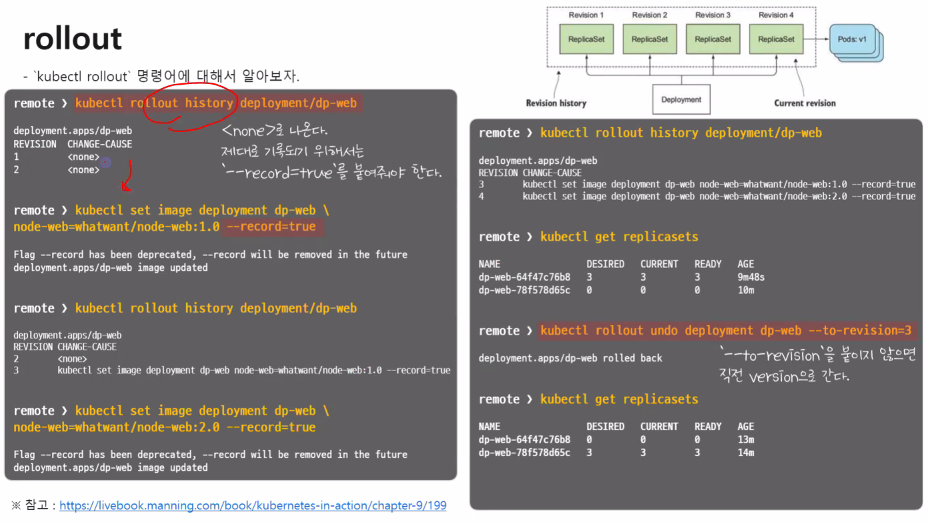 rollout
- `kubectl rollout` 명령어에 대해서 알아보자.
Revision 1 Revision 2 Revision 3 Revision 4
ReplicaSet ReplicaSet ReplicaSet ReplicaSet Pods: v1
Deployment
Revision history Current revision
remote ❯ kubectl rollout history deployment/dp-web
deployment.apps/dp-web
REVISION CHANGE-CAUSE
1 <none>
2 <none>
<none>로 나온다.
제대로 기록되기 위해서는
'--record=true'를 붙여줘야 한다.
remote ❯ kubectl set image deployment dp-web \
node-web=whatwant/node-web:1.0 --record=true
Flag --record has been deprecated, --record will be removed in the future
deployment.apps/dp-web image updated
remote ❯ kubectl rollout history deployment/dp-web
deployment.apps/dp-web
REVISION CHANGE-CAUSE
2 <none>
3 kubectl set image deployment dp-web node-web=whatwant/node-web:1.0 --record=true
remote ❯ kubectl set image deployment dp-web \
node-web=whatwant/node-web:2.0 --record=true
Flag --record has been deprecated, --record will be removed in the future
deployment.apps/dp-web image updated
remote ❯ kubectl rollout history deployment/dp-web
deployment.apps/dp-web
REVISION CHANGE-CAUSE
3 kubectl set image deployment dp-web node-web=whatwant/node-web:1.0 --record=true
4 kubectl set image deployment dp-web node-web=whatwant/node-web:2.0 --record=true
remote ❯ kubectl get replicasets
NAME DESIRED CURRENT READY AGE
dp-web-64f47c76b8 3 3 3 9m48s
dp-web-78f578d65c 0 0 0 10m
remote ❯ kubectl rollout undo deployment dp-web --to-revision=3
deployment.apps/dp-web rolled back
'--to-revision'을 붙이지 않으면
직전 version으로 간다.
remote ❯ kubectl get replicasets
NAME DESIRED CURRENT READY AGE
dp-web-64f47c76b8 0 0 0 13m
dp-web-78f578d65c 3 3 3 14m
※ 참고 : https://livebook.manning.com/book/kubernetes-in-action/chapter-9/199